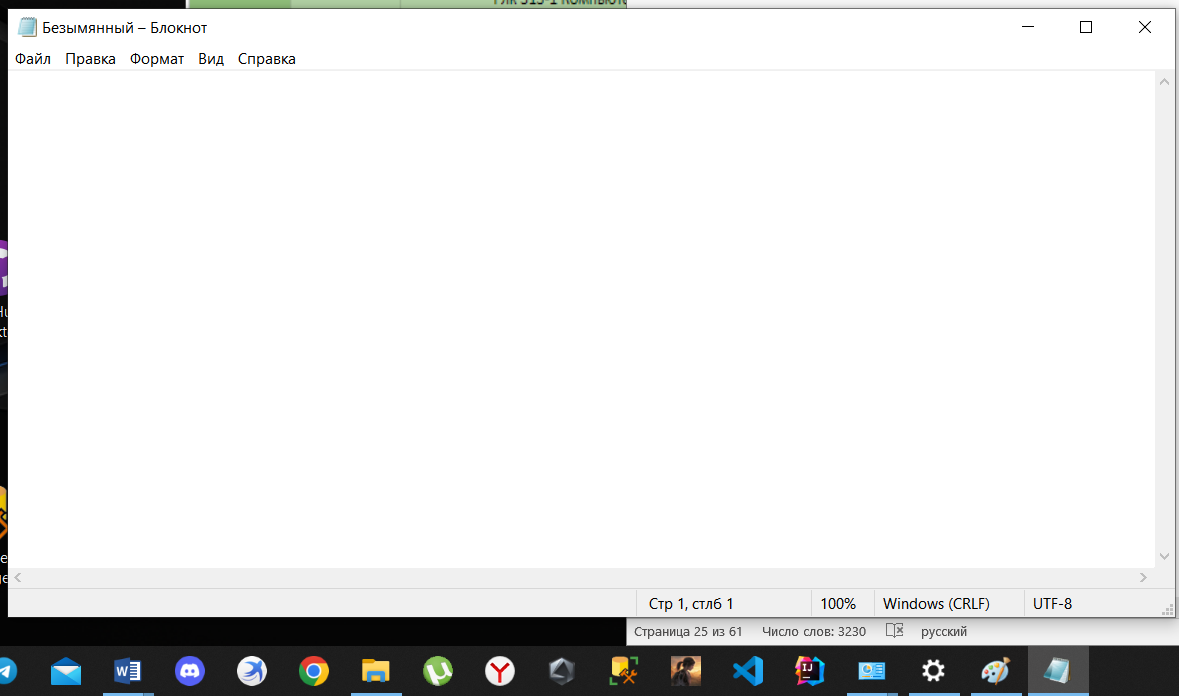 Безымянный – Блокнот
Файл Правка Формат Вид Справка
Стр 1, стлб 1 100% Windows (CRLF) UTF-8
Страница 25 из 61 Число слов: 3230 русский